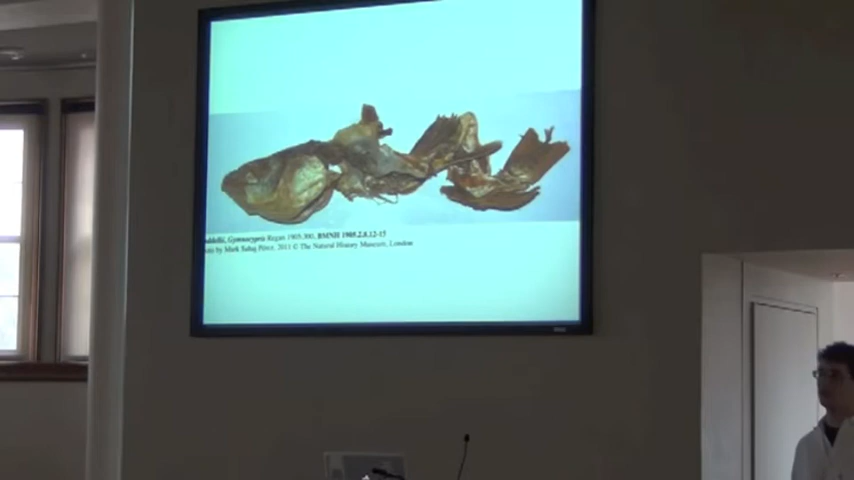 Gymnocypris Regan 1905:300, BMNH 1905.2.8.12-15
by Mark Sabaj Pérez, 2011 © The Natural History Museum, London